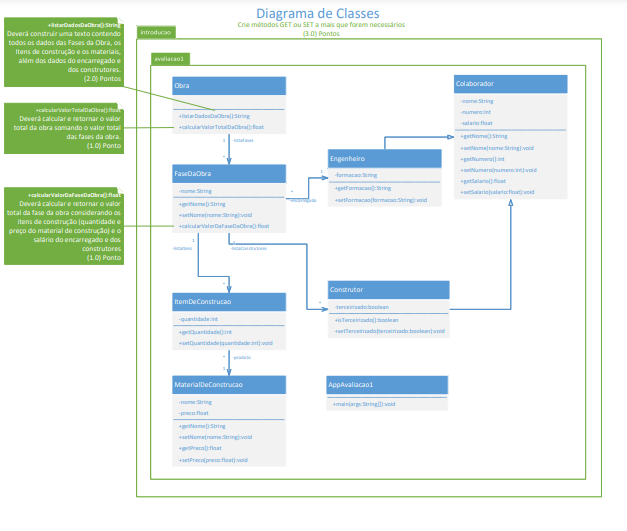 Diagrama de Classes
Crie métodos GET ou SET a mais que forem necessários
(3.0) Pontos
+listarDadosDaObra():String
Deverá construir uma texto contendo
todos os dados das Fases da Obra, os
Itens de construção e os materiais,
além dos dados do encarregado e
dos construtores.
(2.0) Pontos
+calcularValorTotalDaObra():float
Deverá calcular e retornar o valor
total da obra somando o valor total
das fases da obra.
(1.0) Ponto
+calcularValorDaFaseDaObra():float
Deverá calcular e retornar o valor
total da fase da obra considerando os
itens de construção (quantidade e
preço do material de construção) e o
salário do encarregado e dos
construtores
(1.0) Ponto
introducao
avaliacao1
Obra
+listarDadosDaObra():String
+calcularValorTotalDaObra():float
1
-listaFases
*
FaseDaObra
-nome:String
+getNome():String
+setNome(nome:String):void
+calcularValorDaFaseDaObra():float
1
-listaItens
*
-listaConstrutores
*
-encarregado
1
Engenheiro
-formacao:String
+getFormacao():String
+setFormacao(formacao:String):void
Colaborador
-nome:String
-numero:int
-salario:float
+getNome():String
+setNome(nome:String):void
+getNumero():int
+setNumero(numero:int):void
+getSalario():float
+setSalario(salario:float):void
Construtor
-terceirizado:boolean
+isTerceirizado():boolean
+setTerceirizado(terceirizado:boolean):void
ItemDeConstrucao
-quantidade:int
+getQuantidade():int
+setQuantidade(quantidade:int):void
*
-produto
1
MaterialDeConstrucao
-nome:String
-preco:float
+getNome():String
+setNome(nome:String):void
+getPreco():float
+setPreco(preco:float):void
AppAvaliacao1
+main(args:String[]):void